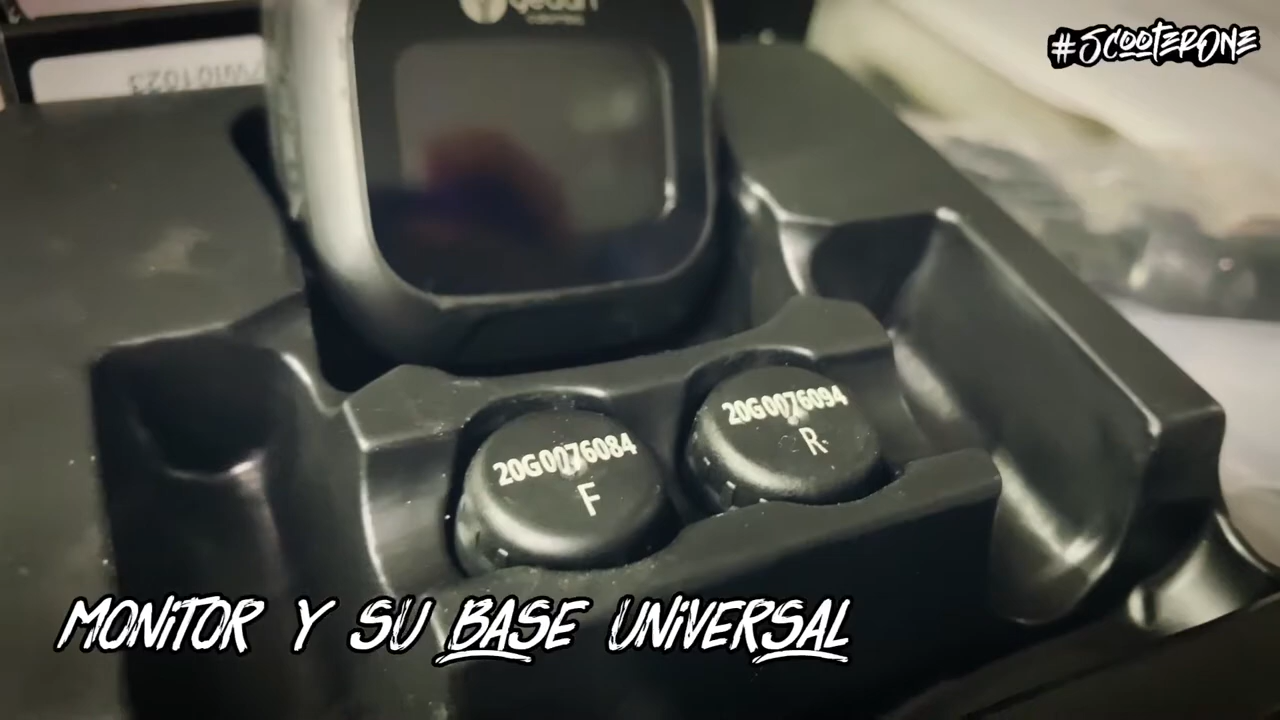 #SCOOTERONE
20G0076094
R
20G0076084
F
MONITOR Y SU BASE UNIVERSAL